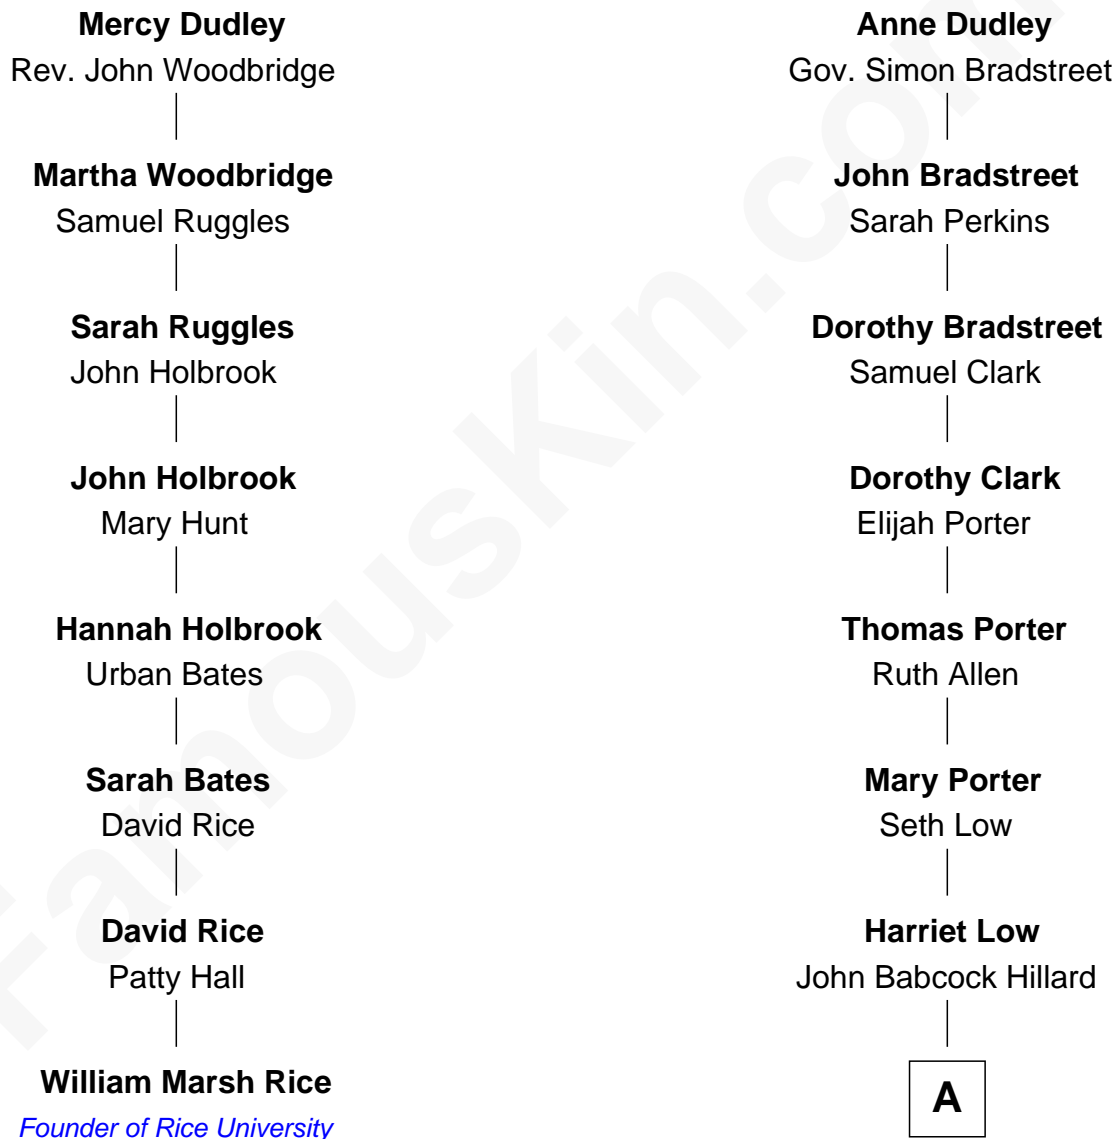 Mercy Dudley
Rev. John Woodbridge
Martha Woodbridge
Samuel Ruggles
Sarah Ruggles
John Holbrook
John Holbrook
Mary Hunt
Hannah Holbrook
Urban Bates
Sarah Bates
David Rice
David Rice
Patty Hall
William Marsh Rice
Founder of Rice University
Anne Dudley
Gov. Simon Bradstreet
John Bradstreet
Sarah Perkins
Dorothy Bradstreet
Samuel Clark
Dorothy Clark
Elijah Porter
Thomas Porter
Ruth Allen
Mary Porter
Seth Low
Harriet Low
John Babcock Hillard
A
FamousKin.com